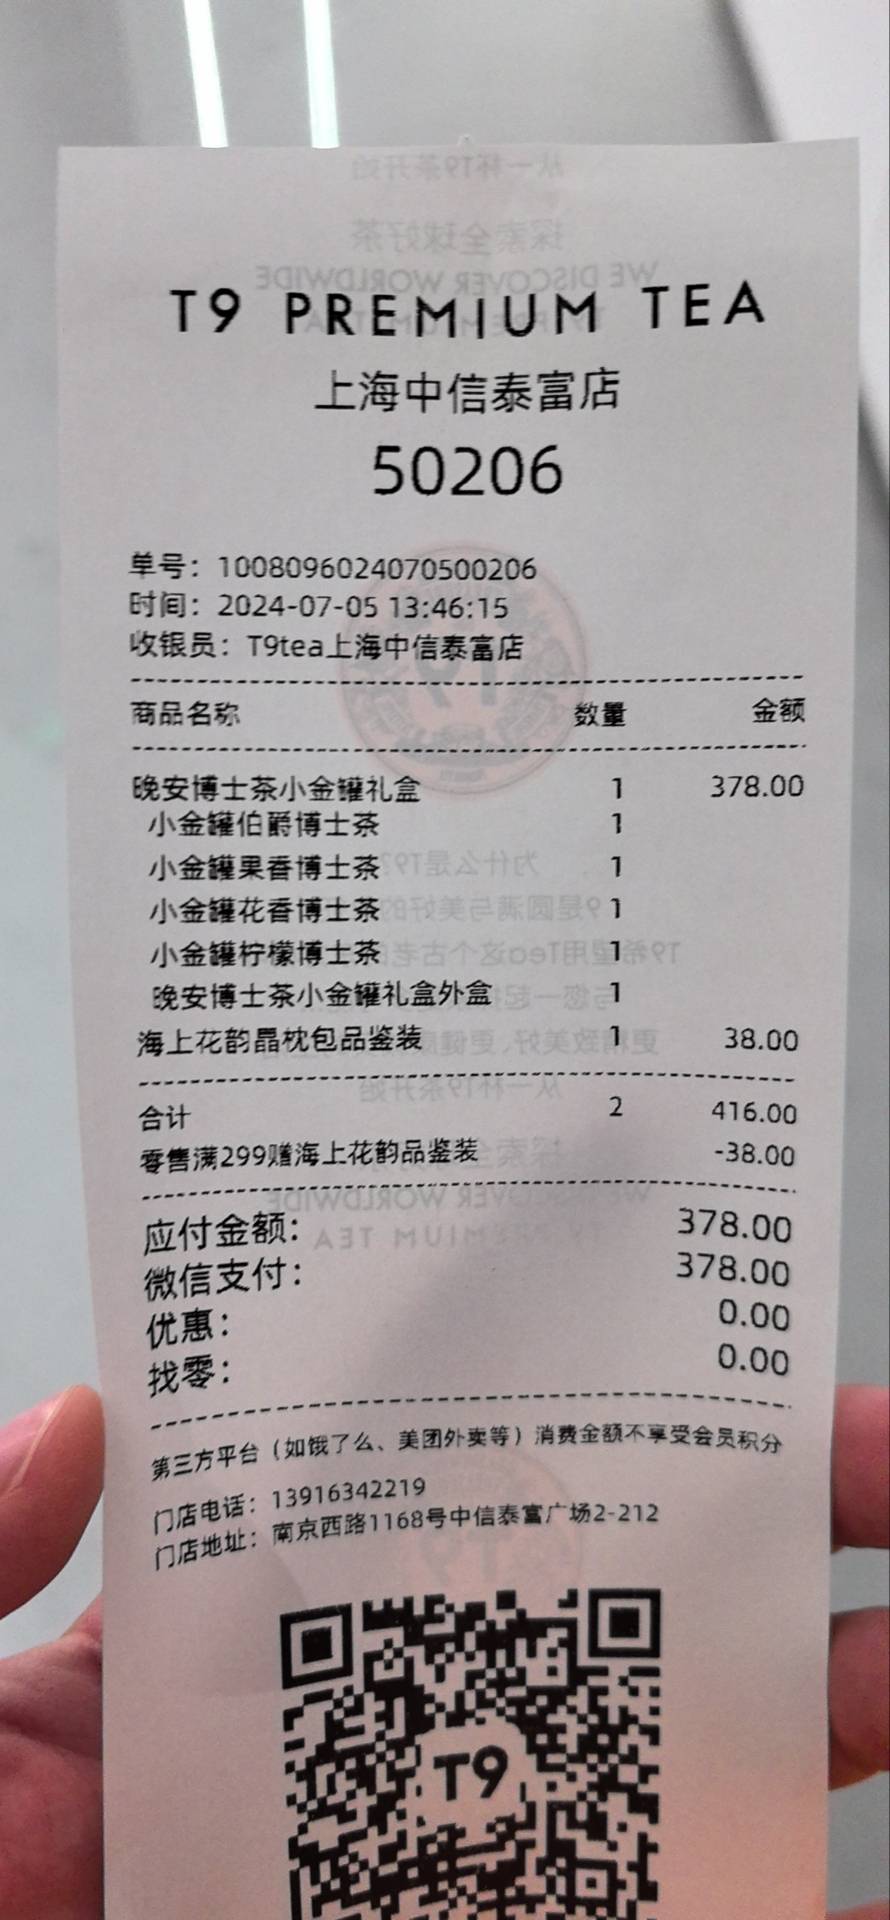 T9 PREMIUM TEA
上海中信泰富店
50206
单号：1008096024070500206
时间：2024-07-05 13:46:15
收银员：T9tea上海中信泰富店
商品名称 数量 金额
晚安博士茶小金罐礼盒 1 378.00
小金罐伯爵博士茶 1
小金罐果香博士茶 1
小金罐花香博士茶 1
小金罐柠檬博士茶 1
晚安博士茶小金罐礼盒外盒 1
海上花韵晶枕包品鉴装 1 38.00
合计 2 416.00
零售满299赠海上花韵品鉴装 -38.00
应付金额: 378.00
微信支付: 378.00
优惠: 0.00
找零: 0.00
第三方平台（如饿了么、美团外卖等）消费金额不享受会员积分
门店电话：13916342219
门店地址：南京西路1168号中信泰富广场2-212
T9